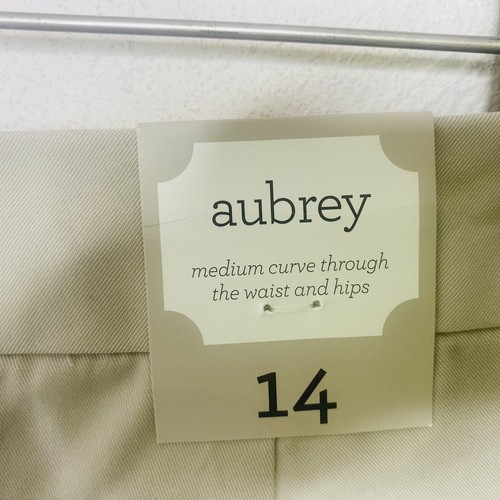 aubrey
medium curve through
the waist and hips
14